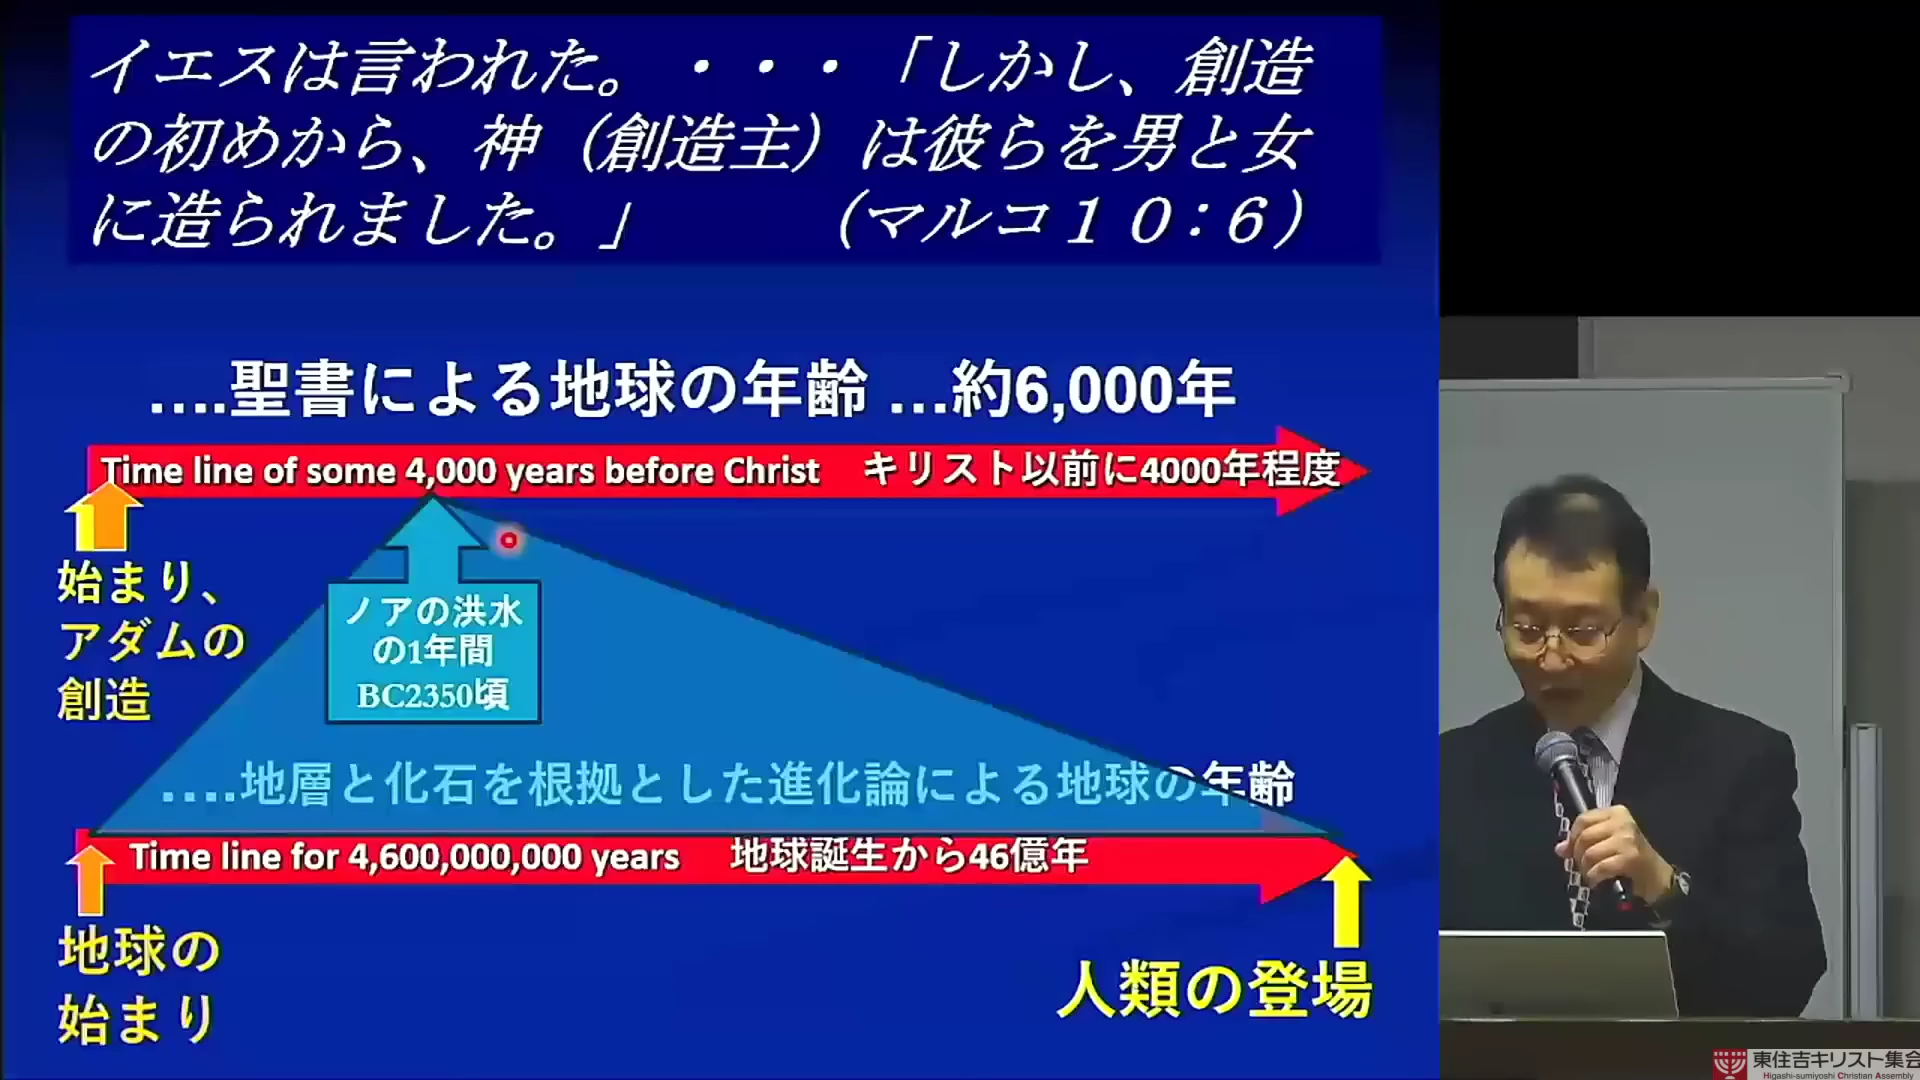 イエスは言われた。・・・「しかし、創造
の初めから、神（創造主）は彼らを男と女
に造られました。」　（マルコ１０：６）
....聖書による地球の年齢 ...約6,000年
Time line of some 4,000 years before Christ　キリスト以前に4000年程度
始まり、
アダムの
創造
ノアの洪水
の1年間
BC2350頃
....地層と化石を根拠とした進化論による地球の年齢
Time line for 4,600,000,000 years　地球誕生から46億年
地球の
始まり
人類の登場
東住吉キリスト集会
Higashi-sumiyoshi Christian Assembly